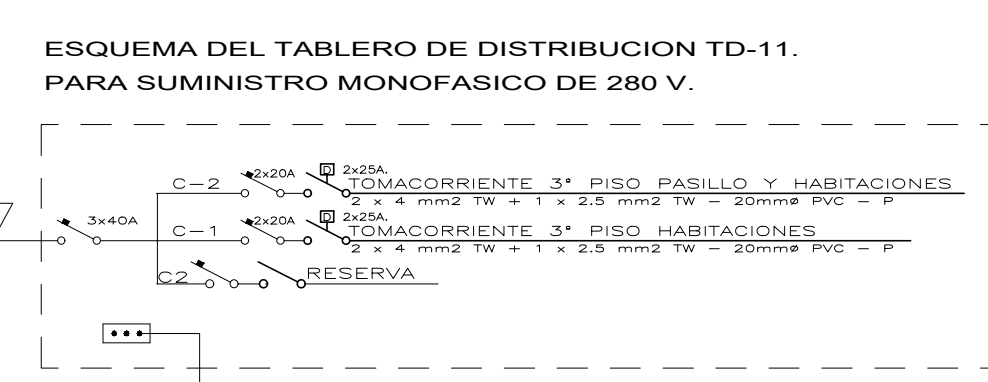 ESQUEMA DEL TABLERO DE DISTRIBUCION TD-11.
PARA SUMINISTRO MONOFASICO DE 280 V.
C-2 2x20A D 2x25A. TOMACORRIENTE 3° PISO PASILLO Y HABITACIONES
2 x 4 mm2 TW + 1 x 2.5 mm2 TW - 20mmø PVC - P
3x40A C-1 2x20A D 2x25A. TOMACORRIENTE 3° PISO HABITACIONES
2 x 4 mm2 TW + 1 x 2.5 mm2 TW - 20mmø PVC - P
C2 RESERVA